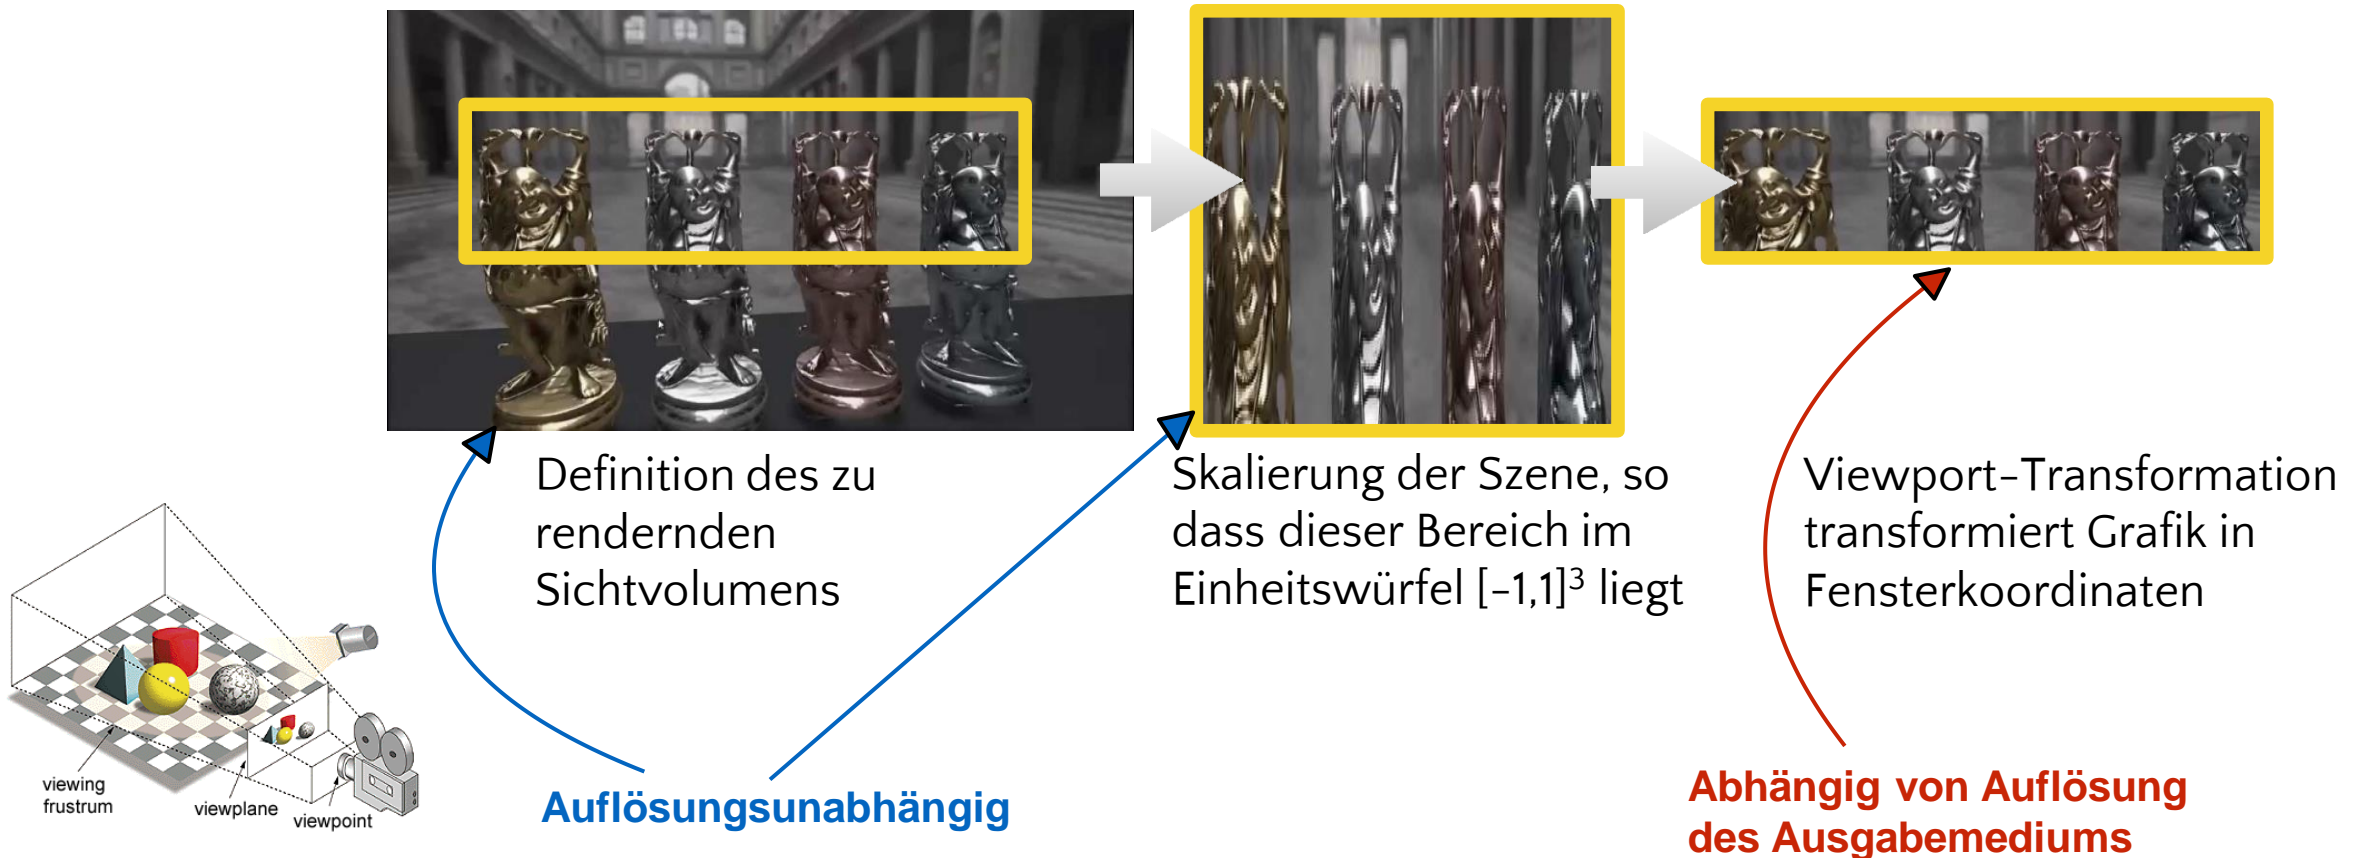 Definition des zu
rendernden
Sichtvolumens
Skalierung der Szene, so
dass dieser Bereich im
Einheitswürfel [-1,1]³ liegt
Viewport-Transformation
transformiert Grafik in
Fensterkoordinaten
viewing
frustrum
viewplane
viewpoint
Auflösungsunabhängig
Abhängig von Auflösung
des Ausgabemediums